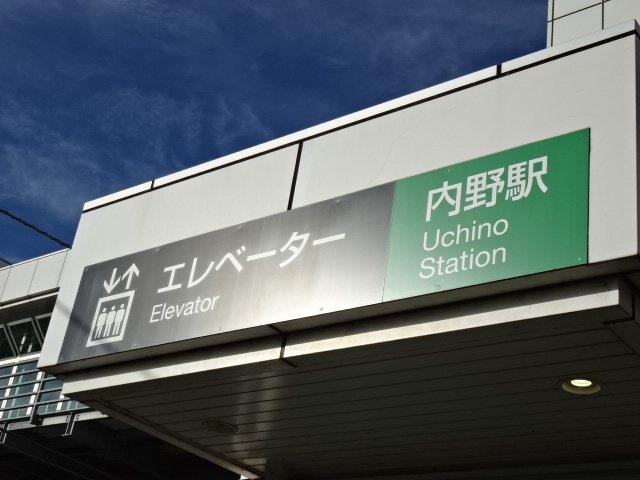 エレベーター
Elevator
内野駅
Uchino
Station